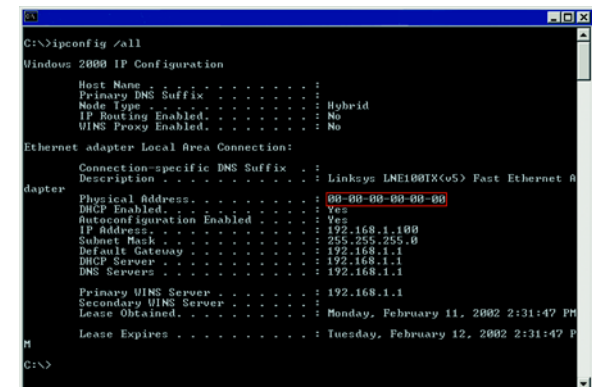 C:\>ipconfig /all
Windows 2000 IP Configuration
Host Name . . . . . . . . . . . . :
Primary DNS Suffix . . . . . . . :
Node Type . . . . . . . . . . . . : Hybrid
IP Routing Enabled. . . . . . . . : No
WINS Proxy Enabled. . . . . . . . : No
Ethernet adapter Local Area Connection:
Connection-specific DNS Suffix . :
Description . . . . . . . . . . . : Linksys LNE100TX(v5) Fast Ethernet A
dapter
Physical Address. . . . . . . . . : 00-00-00-00-00-00
DHCP Enabled. . . . . . . . . . . : Yes
Autoconfiguration Enabled . . . . : Yes
IP Address. . . . . . . . . . . . : 192.168.1.100
Subnet Mask . . . . . . . . . . . : 255.255.255.0
Default Gateway . . . . . . . . . : 192.168.1.1
DHCP Server . . . . . . . . . . . : 192.168.1.1
DNS Servers . . . . . . . . . . . : 192.168.1.1
Primary WINS Server . . . . . . . : 192.168.1.1
Secondary WINS Server . . . . . . :
Lease Obtained. . . . . . . . . . : Monday, February 11, 2002 2:31:47 PM
Lease Expires . . . . . . . . . . : Tuesday, February 12, 2002 2:31:47 P
M
C:\>